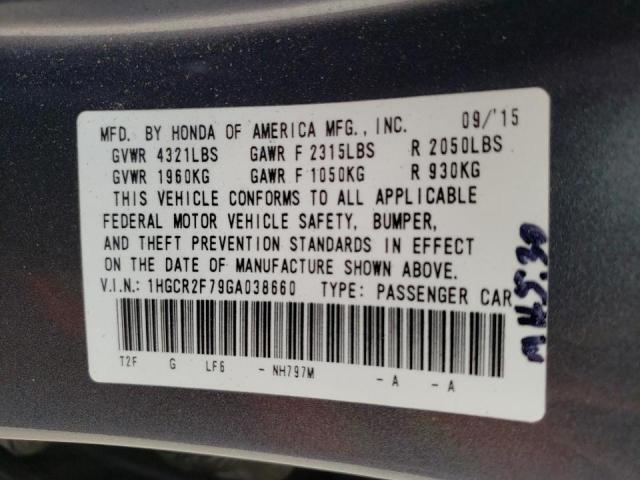 MFD. BY HONDA OF AMERICA MFG., INC. 09/'15
GVWR 4321LBS GAWR F 2315LBS R 2050LBS
GVWR 1960KG GAWR F 1050KG R 930KG
THIS VEHICLE CONFORMS TO ALL APPLICABLE
FEDERAL MOTOR VEHICLE SAFETY, BUMPER,
AND THEFT PREVENTION STANDARDS IN EFFECT
ON THE DATE OF MANUFACTURE SHOWN ABOVE.
V.I.N.: 1HGCR2F79GA038660 TYPE: PASSENGER CAR
T2F G LF6 - NH797M - A - A